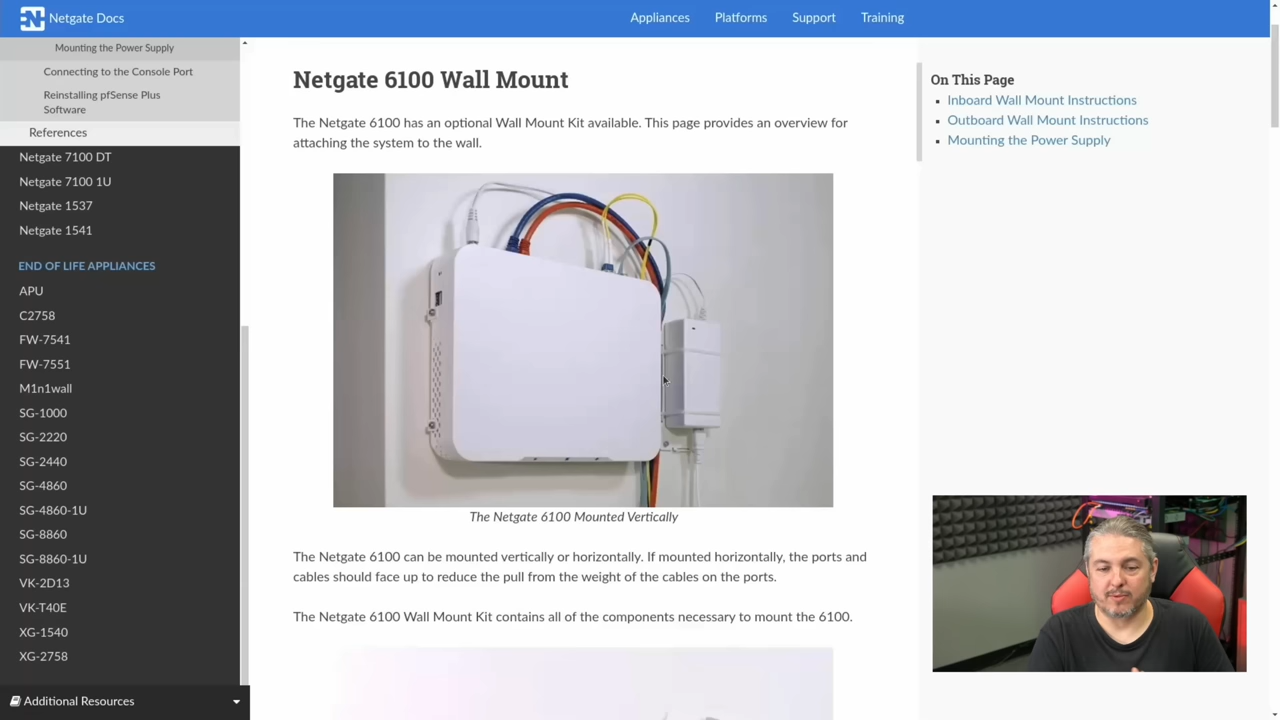 Netgate Docs
Appliances
Platforms
Support
Training
Mounting the Power Supply
Connecting to the Console Port
Reinstalling pfSense Plus
Software
References
Netgate 7100 DT
Netgate 7100 1U
Netgate 1537
Netgate 1541
END OF LIFE APPLIANCES
APU
C2758
FW-7541
FW-7551
M1n1wall
SG-1000
SG-2220
SG-2440
SG-4860
SG-4860-1U
SG-8860
SG-8860-1U
VK-2D13
VK-T40E
XG-1540
XG-2758
Additional Resources
Netgate 6100 Wall Mount
The Netgate 6100 has an optional Wall Mount Kit available. This page provides an overview for
attaching the system to the wall.
The Netgate 6100 Mounted Vertically
The Netgate 6100 can be mounted vertically or horizontally. If mounted horizontally, the ports and
cables should face up to reduce the pull from the weight of the cables on the ports.
The Netgate 6100 Wall Mount Kit contains all of the components necessary to mount the 6100.
On This Page
Inboard Wall Mount Instructions
Outboard Wall Mount Instructions
Mounting the Power Supply